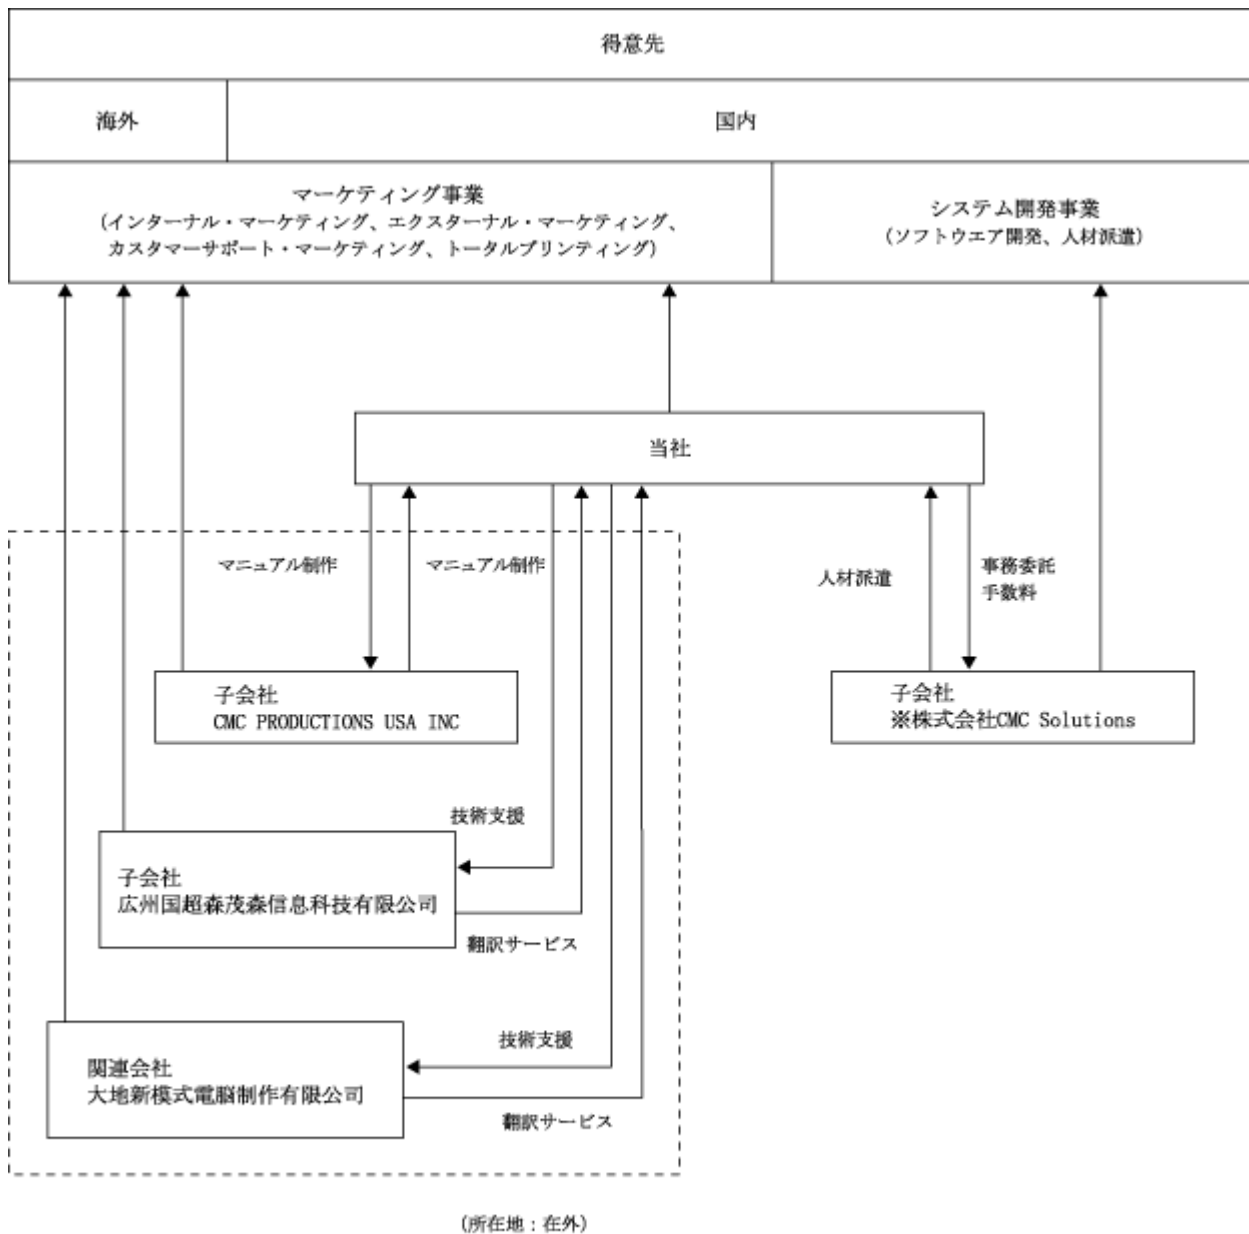 得意先
海外
国内
マーケティング事業
(インターナル・マーケティング、エクスターナル・マーケティング、
カスタマーサポート・マーケティング、トータルプリンティング)
システム開発事業
(ソフトウエア開発、人材派遣)
当社
マニュアル制作
マニュアル制作
人材派遣
事務委託
手数料
子会社
CMC PRODUCTIONS USA INC
子会社
※株式会社CMC Solutions
技術支援
子会社
広州国超森茂森信息科技有限公司
翻訳サービス
技術支援
関連会社
大地新模式電脳制作有限公司
翻訳サービス
(所在地：在外)